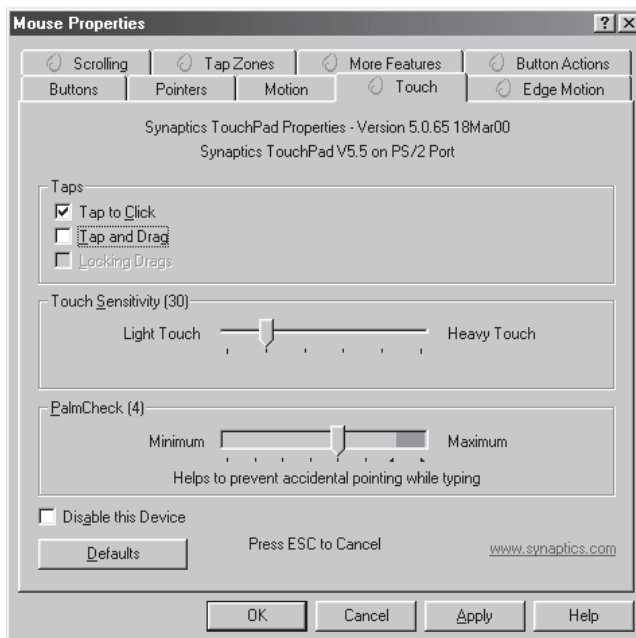 Mouse Properties
Scrolling Tap Zones More Features Button Actions
Buttons Pointers Motion Touch Edge Motion
Synaptics TouchPad Properties - Version 5.0.65 18Mar00
Synaptics TouchPad V5.5 on PS/2 Port
Taps
Tap to Click
Tap and Drag
Locking Drags
Touch Sensitivity (30)
Light Touch Heavy Touch
PalmCheck (4)
Minimum Maximum
Helps to prevent accidental pointing while typing
Disable this Device
Defaults Press ESC to Cancel www.synaptics.com
OK Cancel Apply Help